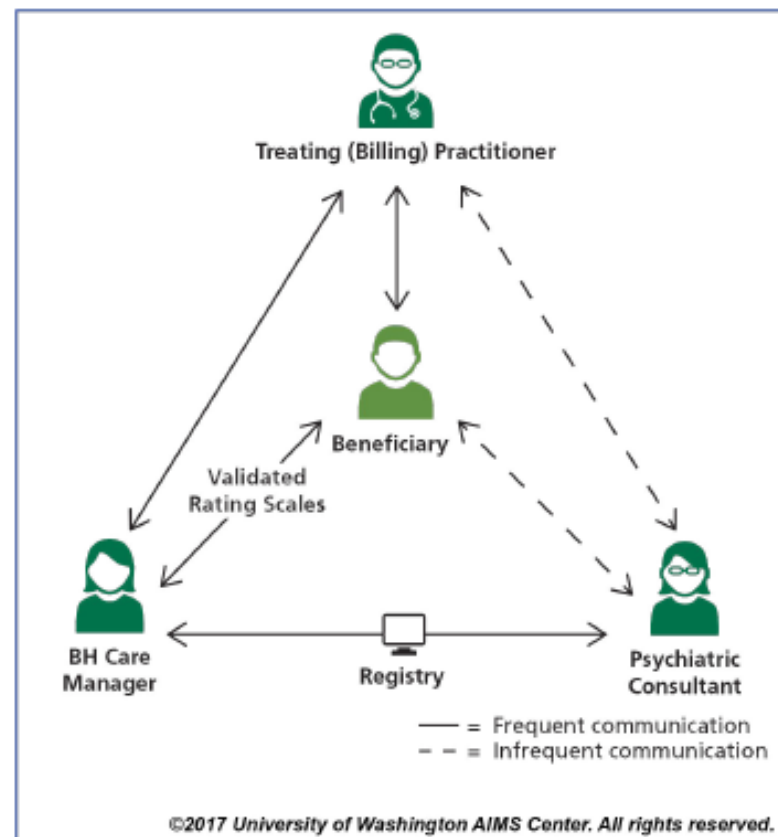 Treating (Billing) Practitioner
Beneficiary
Validated
Rating Scales
BH Care
Manager
Registry
Psychiatric
Consultant
= Frequent communication
= Infrequent communication
©2017 University of Washington AIMS Center. All rights reserved.